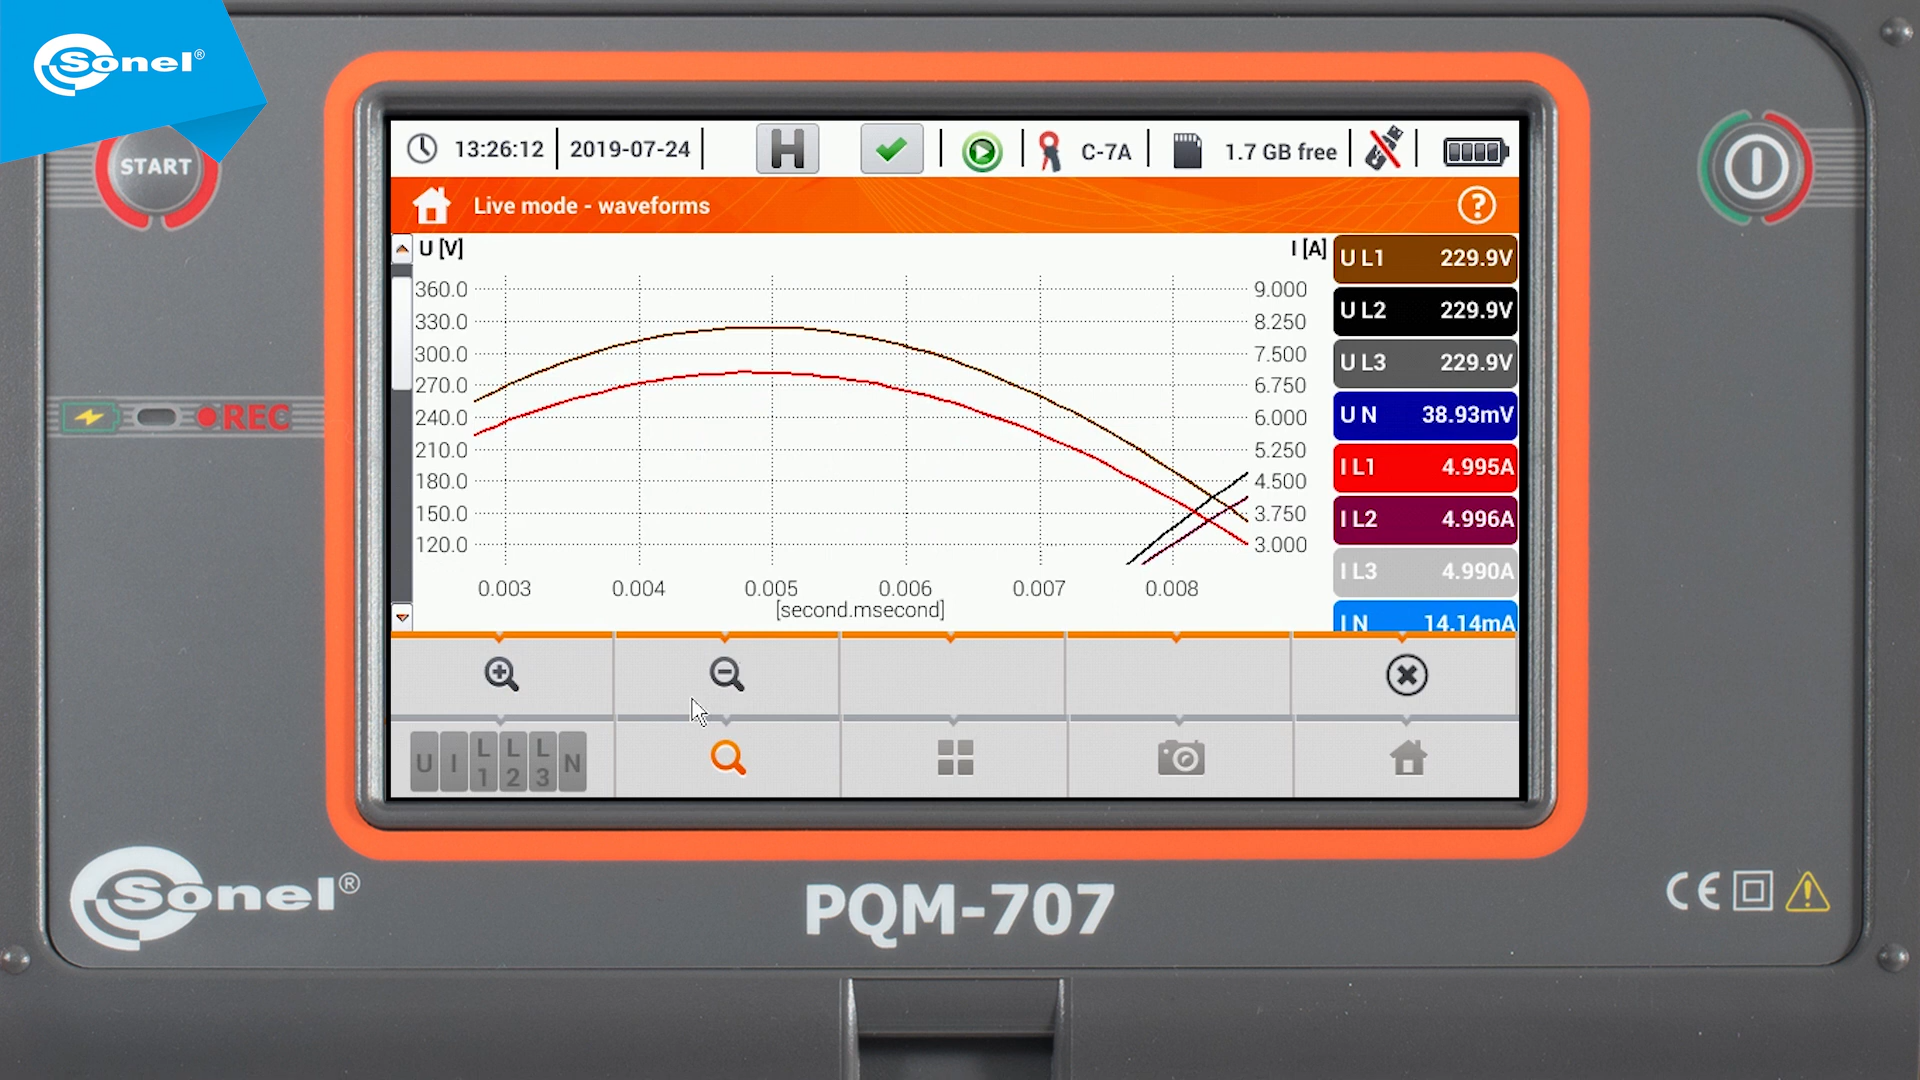 Sonel®
START
13:26:12 2019-07-24 H C-7A 1.7 GB free
Live mode - waveforms ?
U [V] I [A]
360.0 9.000
330.0 8.250
300.0 7.500
270.0 6.750
240.0 6.000
210.0 5.250
180.0 4.500
150.0 3.750
120.0 3.000
0.003 0.004 0.005 0.006 0.007 0.008
[second.msecond]
U L1 229.9V
U L2 229.9V
U L3 229.9V
U N 38.93mV
I L1 4.995A
I L2 4.996A
I L3 4.990A
I N 14.14mA
U I L1 L2 L3 N
REC
Sonel®
PQM-707
CE